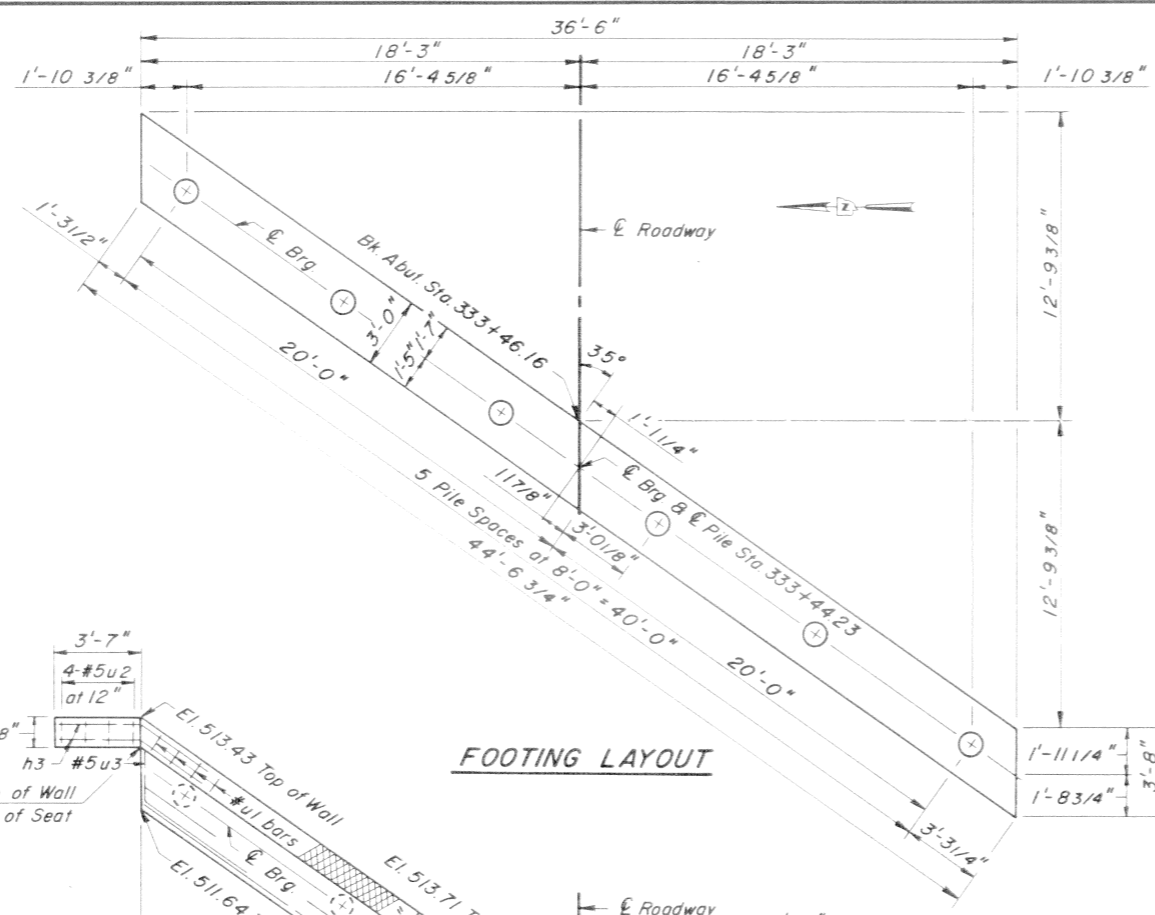 36'-6"
18'-3" 18'-3"
1'-10 3/8" 16'-4 5/8" 16'-4 5/8" 1'-10 3/8"
℄ Roadway
N
12'-9 3/8"
1'-3 1/2"
℄ Brg.
Bk. Abut. Sta. 333+46.16
3'-0"
1'-5" 1'-7"
35°
20'-0"
1'-1 1/4"
℄ Brg & ℄ Pile Sta. 333+44.23
11 7/8"
3'-0 1/8"
5 Pile Spaces at 8'-0" = 40'-0"
44'-6 3/4"
12'-9 3/8"
20'-0"
3'-7"
4-#5u2
at 12"
8"
h3 #5u3
El. 513.43 Top of Wall
FOOTING LAYOUT
1'-11 1/4"
3'-8"
1'-8 3/4"
of Wall
of Seat
#u1 bars
3'-3 1/4"
℄ Brg.
El. 513.71 T
El. 511.64
℄ Roadway